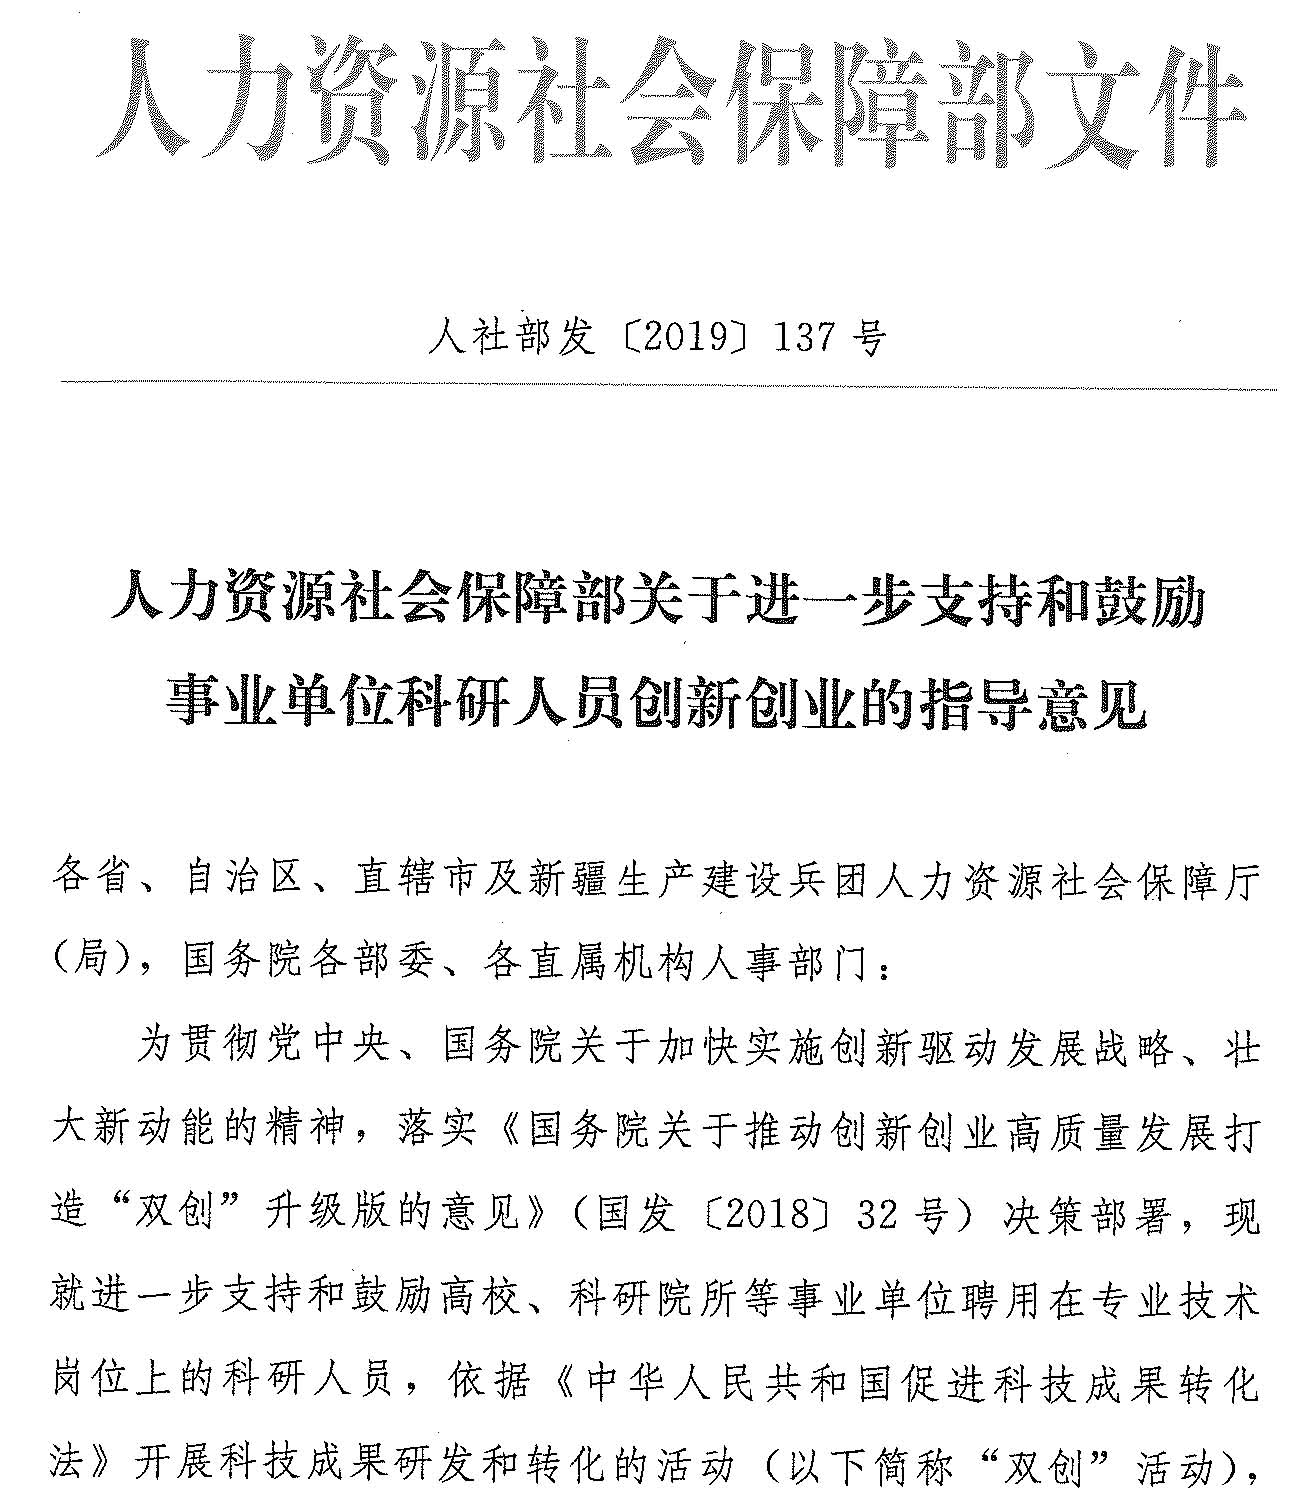 人力资源社会保障部文件
人社部发〔2019〕137号
人力资源社会保障部关于进一步支持和鼓励
事业单位科研人员创新创业的指导意见
各省、自治区、直辖市及新疆生产建设兵团人力资源社会保障厅
（局），国务院各部委、各直属机构人事部门：
为贯彻党中央、国务院关于加快实施创新驱动发展战略、壮
大新动能的精神，落实《国务院关于推动创新创业高质量发展打
造“双创”升级版的意见》（国发〔2018〕32号）决策部署，现
就进一步支持和鼓励高校、科研院所等事业单位聘用在专业技术
岗位上的科研人员，依据《中华人民共和国促进科技成果转化
法》开展科技成果研发和转化的活动（以下简称“双创”活动），